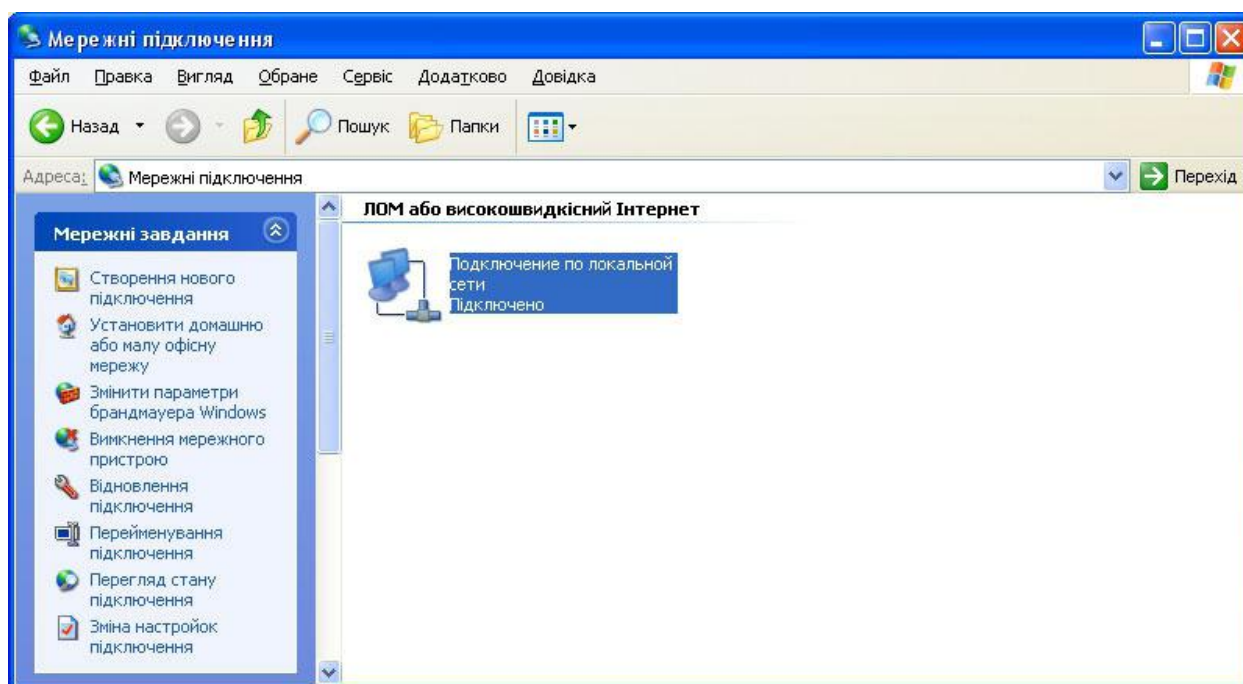 Мережні підключення
Файл Правка Вигляд Обране Сервіс Додатково Довідка
Назад Пошук Папки
Адреса: Мережні підключення Перехід
Мережні завдання
Створення нового
підключення
Установити домашню
або малу офісну
мережу
Змінити параметри
брандмауера Windows
Вимкнення мережного
пристрою
Відновлення
підключення
Перейменування
підключення
Перегляд стану
підключення
Зміна настройок
підключення
ЛОМ або високошвидкісний Інтернет
Подключение по локальной
сети
Підключено